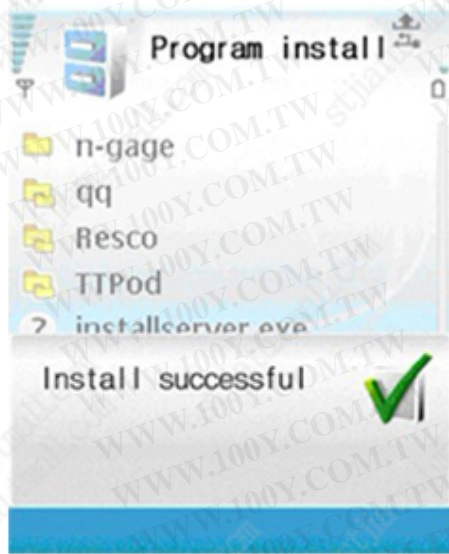 Program install
n-gage
qq
Resco
TTPod
? installserver.exe
Install successful
WWW.100Y.COM.TW